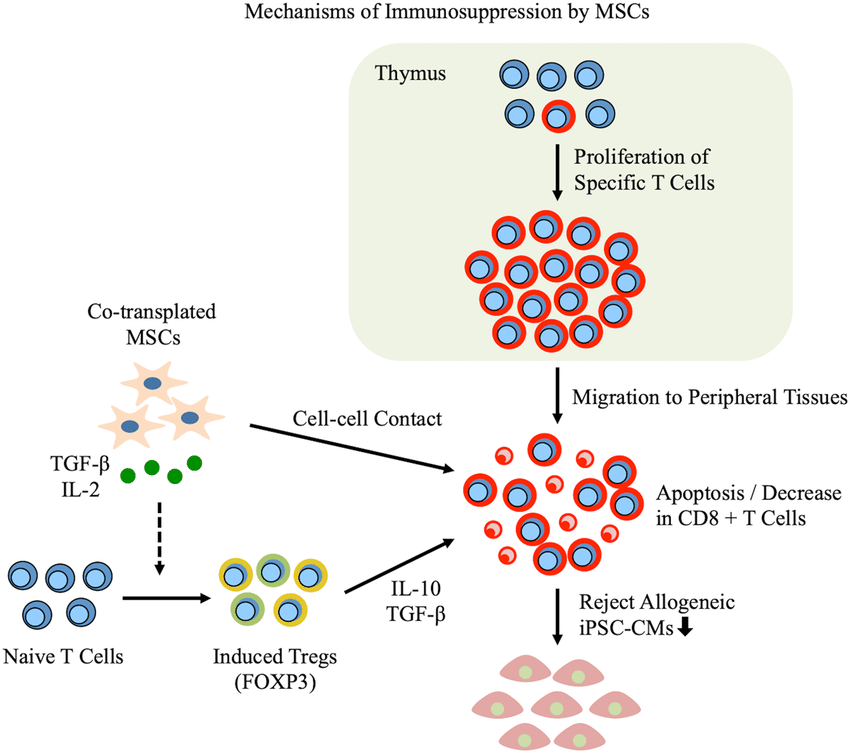 Mechanisms of Immunosuppression by MSCs
Thymus
Proliferation of
Specific T Cells
Co-transplated
MSCs
Migration to Peripheral Tissues
Cell-cell Contact
TGF-β
IL-2
Apoptosis / Decrease
in CD8 + T Cells
IL-10
TGF-β
Reject Allogeneic
iPSC-CMs
Naive T Cells
Induced Tregs
(FOXP3)